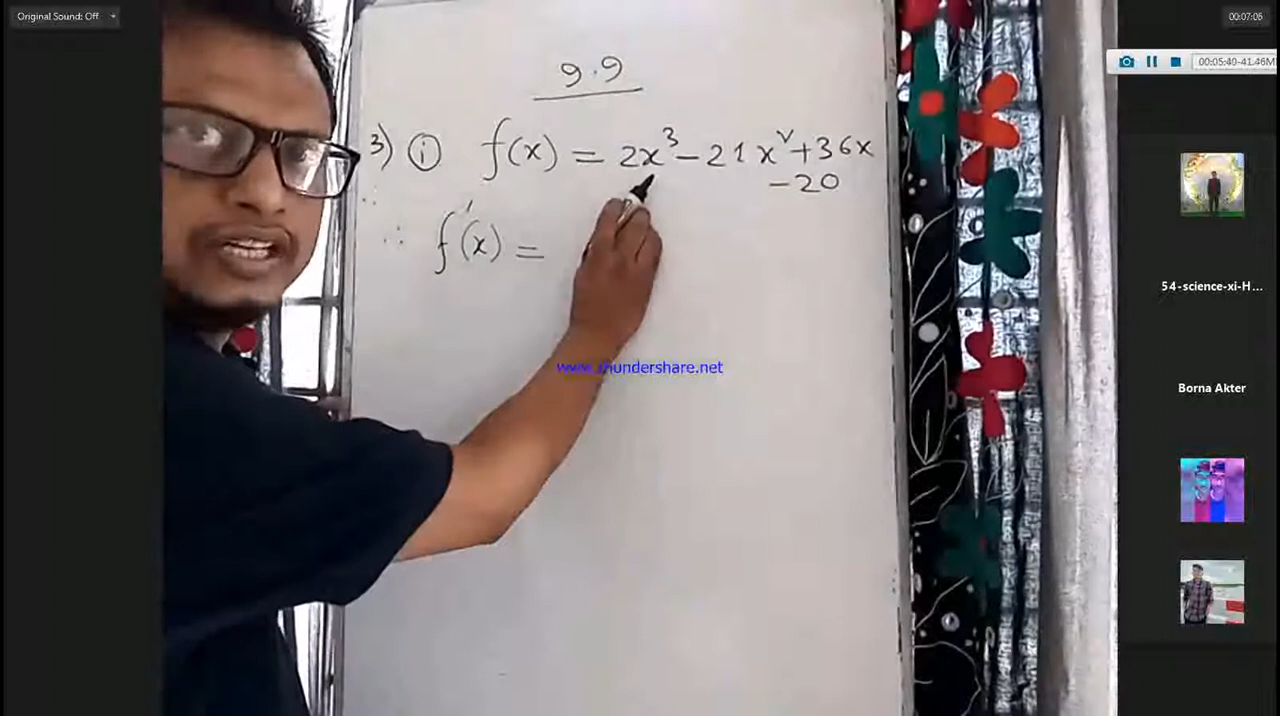 Original Sound: Off
00:07:06
00:05:40-41.46M
9.9
3) i f(x) = 2x³ - 21x² + 36x
- 20
∴ f'(x) =
www.thundershare.net
54-science-xi-H...
Borna Akter